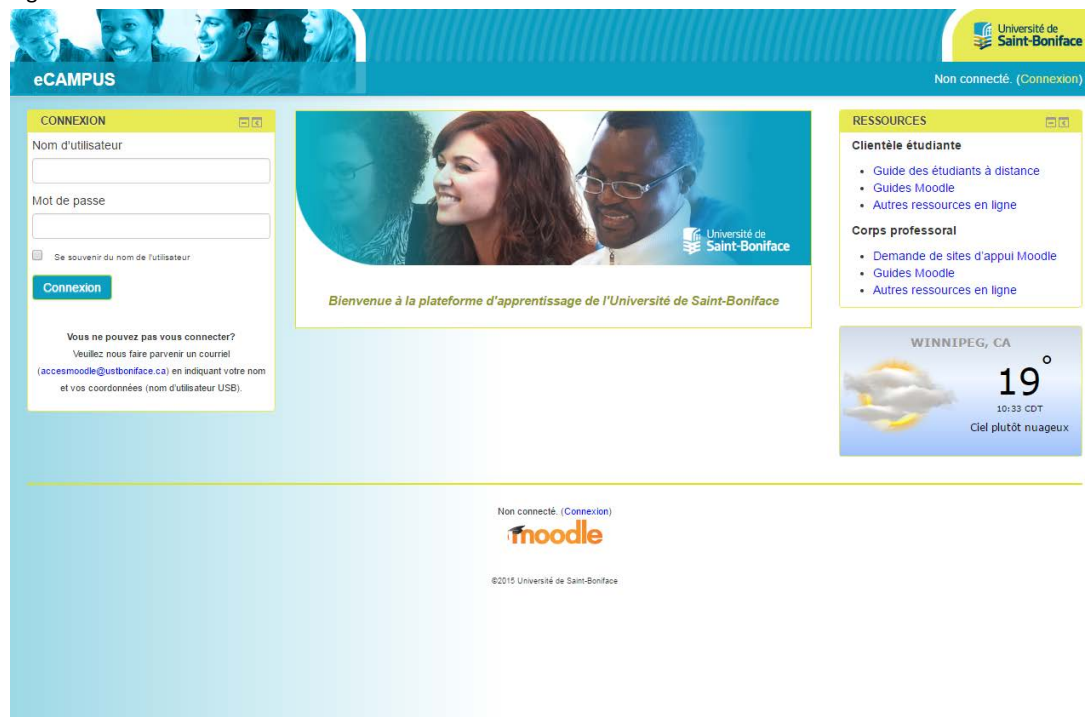 Université de
Saint-Boniface
eCAMPUS
Non connecté. (Connexion)
CONNEXION
Nom d'utilisateur
Mot de passe
Se souvenir du nom de l'utilisateur
Connexion
Vous ne pouvez pas vous connecter?
Veuillez nous faire parvenir un courriel
(accesmoodle@ustboniface.ca) en indiquant votre nom
et vos coordonnées (nom d'utilisateur USB).
Université de
Saint-Boniface
Bienvenue à la plateforme d'apprentissage de l'Université de Saint-Boniface
RESSOURCES
Clientèle étudiante
• Guide des étudiants à distance
• Guides Moodle
• Autres ressources en ligne
Corps professoral
• Demande de sites d'appui Moodle
• Guides Moodle
• Autres ressources en ligne
WINNIPEG, CA
19°
10:33 CDT
Ciel plutôt nuageux
Non connecté. (Connexion)
moodle
©2015 Université de Saint-Boniface